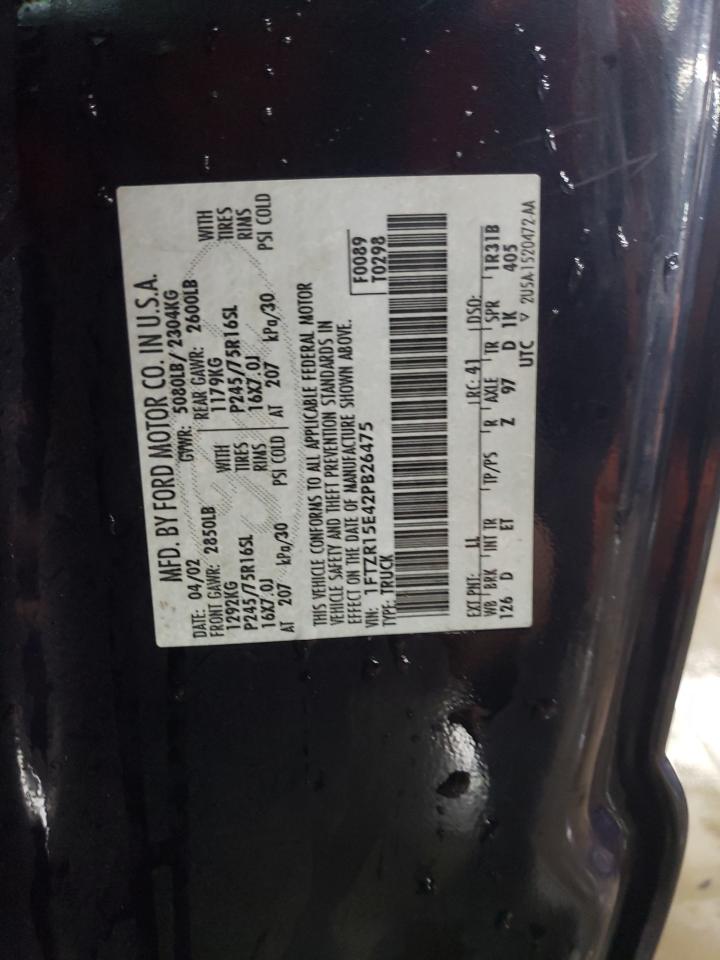 MFD. BY FORD MOTOR CO. IN U.S.A.
DATE: 04/02 GVWR: 5080LB/ 2304KG
FRONT GAWR: 2850LB REAR GAWR: 2600LB
1292KG WITH 1179KG WITH
P245/75R16SL TIRES P245/75R16SL TIRES
16X7.0J RIMS 16X7.0J RIMS
AT 207 kPa/30 PSI COLD AT 207 kPa/30 PSI COLD
THIS VEHICLE CONFORMS TO ALL APPLICABLE FEDERAL MOTOR
VEHICLE SAFETY AND THEFT PREVENTION STANDARDS IN
EFFECT ON THE DATE OF MANUFACTURE SHOWN ABOVE.
VIN: 1FTZR15E42PB26475 F0089
TYPE: TRUCK T0298
EXT PNT: LL RC: 41 DSO:
WB BRK INT TR TP/PS R AXLE TR SPR 1R31B
126 D ET Z 97 D 1K 405
UTC ▽ 2U5A 1520472 AA